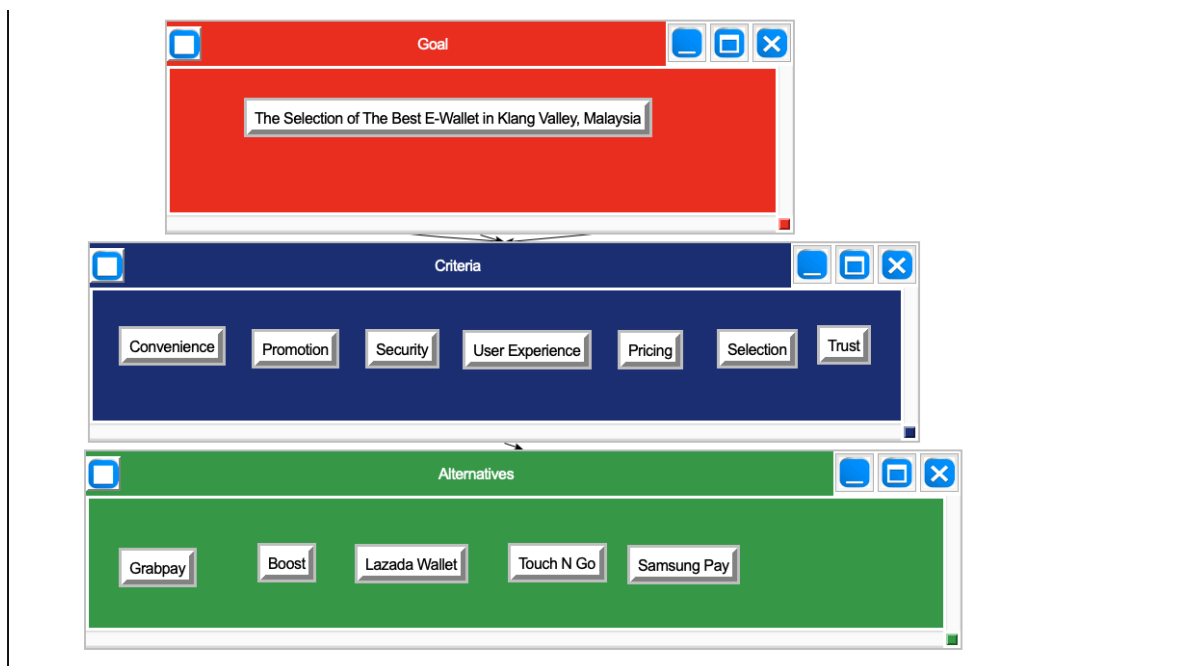 Goal
The Selection of The Best E-Wallet in Klang Valley, Malaysia
Criteria
Convenience
Promotion
Security
User Experience
Pricing
Selection
Trust
Alternatives
Grabpay
Boost
Lazada Wallet
Touch N Go
Samsung Pay